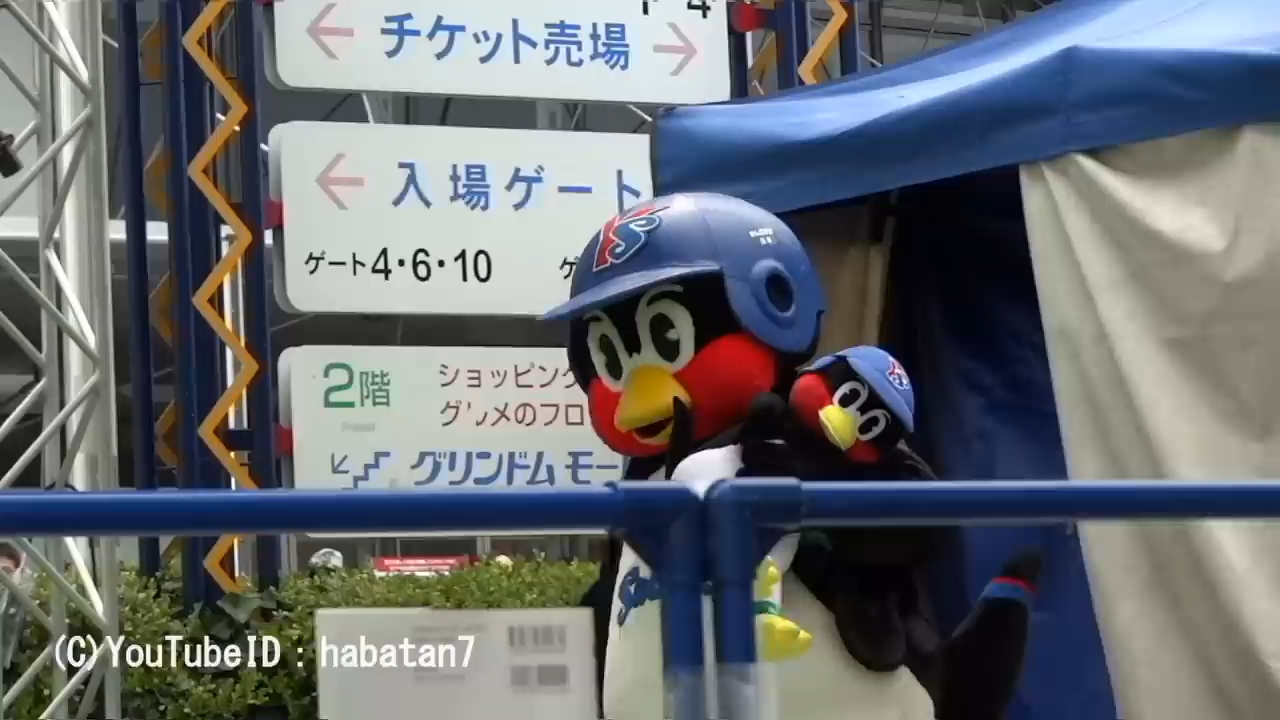 チケット売場
入場ゲート
ゲート4・6・10
2階
ショッピング
グルメのフロ
グリンドム モー
YS
(C)YouTubeID：habatan7